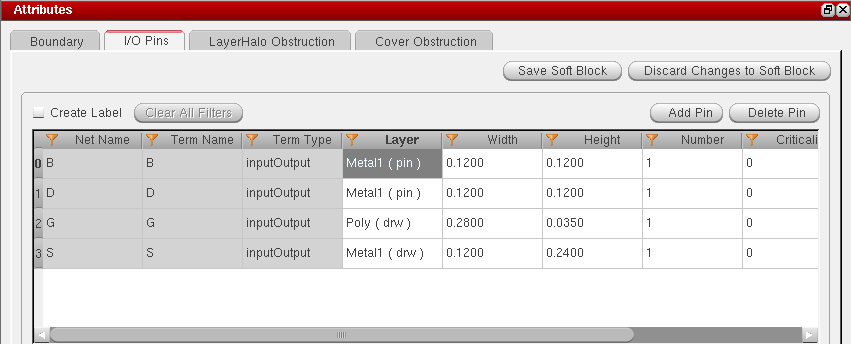 Attributes
Boundary I/O Pins LayerHalo Obstruction Cover Obstruction
Save Soft Block Discard Changes to Soft Block
Create Label Clear All Filters Add Pin Delete Pin
Net Name Term Name Term Type Layer Width Height Number Criticali
0 B B inputOutput Metal1 ( pin ) 0.1200 0.1200 1 0
1 D D inputOutput Metal1 ( pin ) 0.1200 0.1200 1 0
2 G G inputOutput Poly ( drw ) 0.2800 0.0350 1 0
3 S S inputOutput Metal1 ( drw ) 0.1200 0.2400 1 0